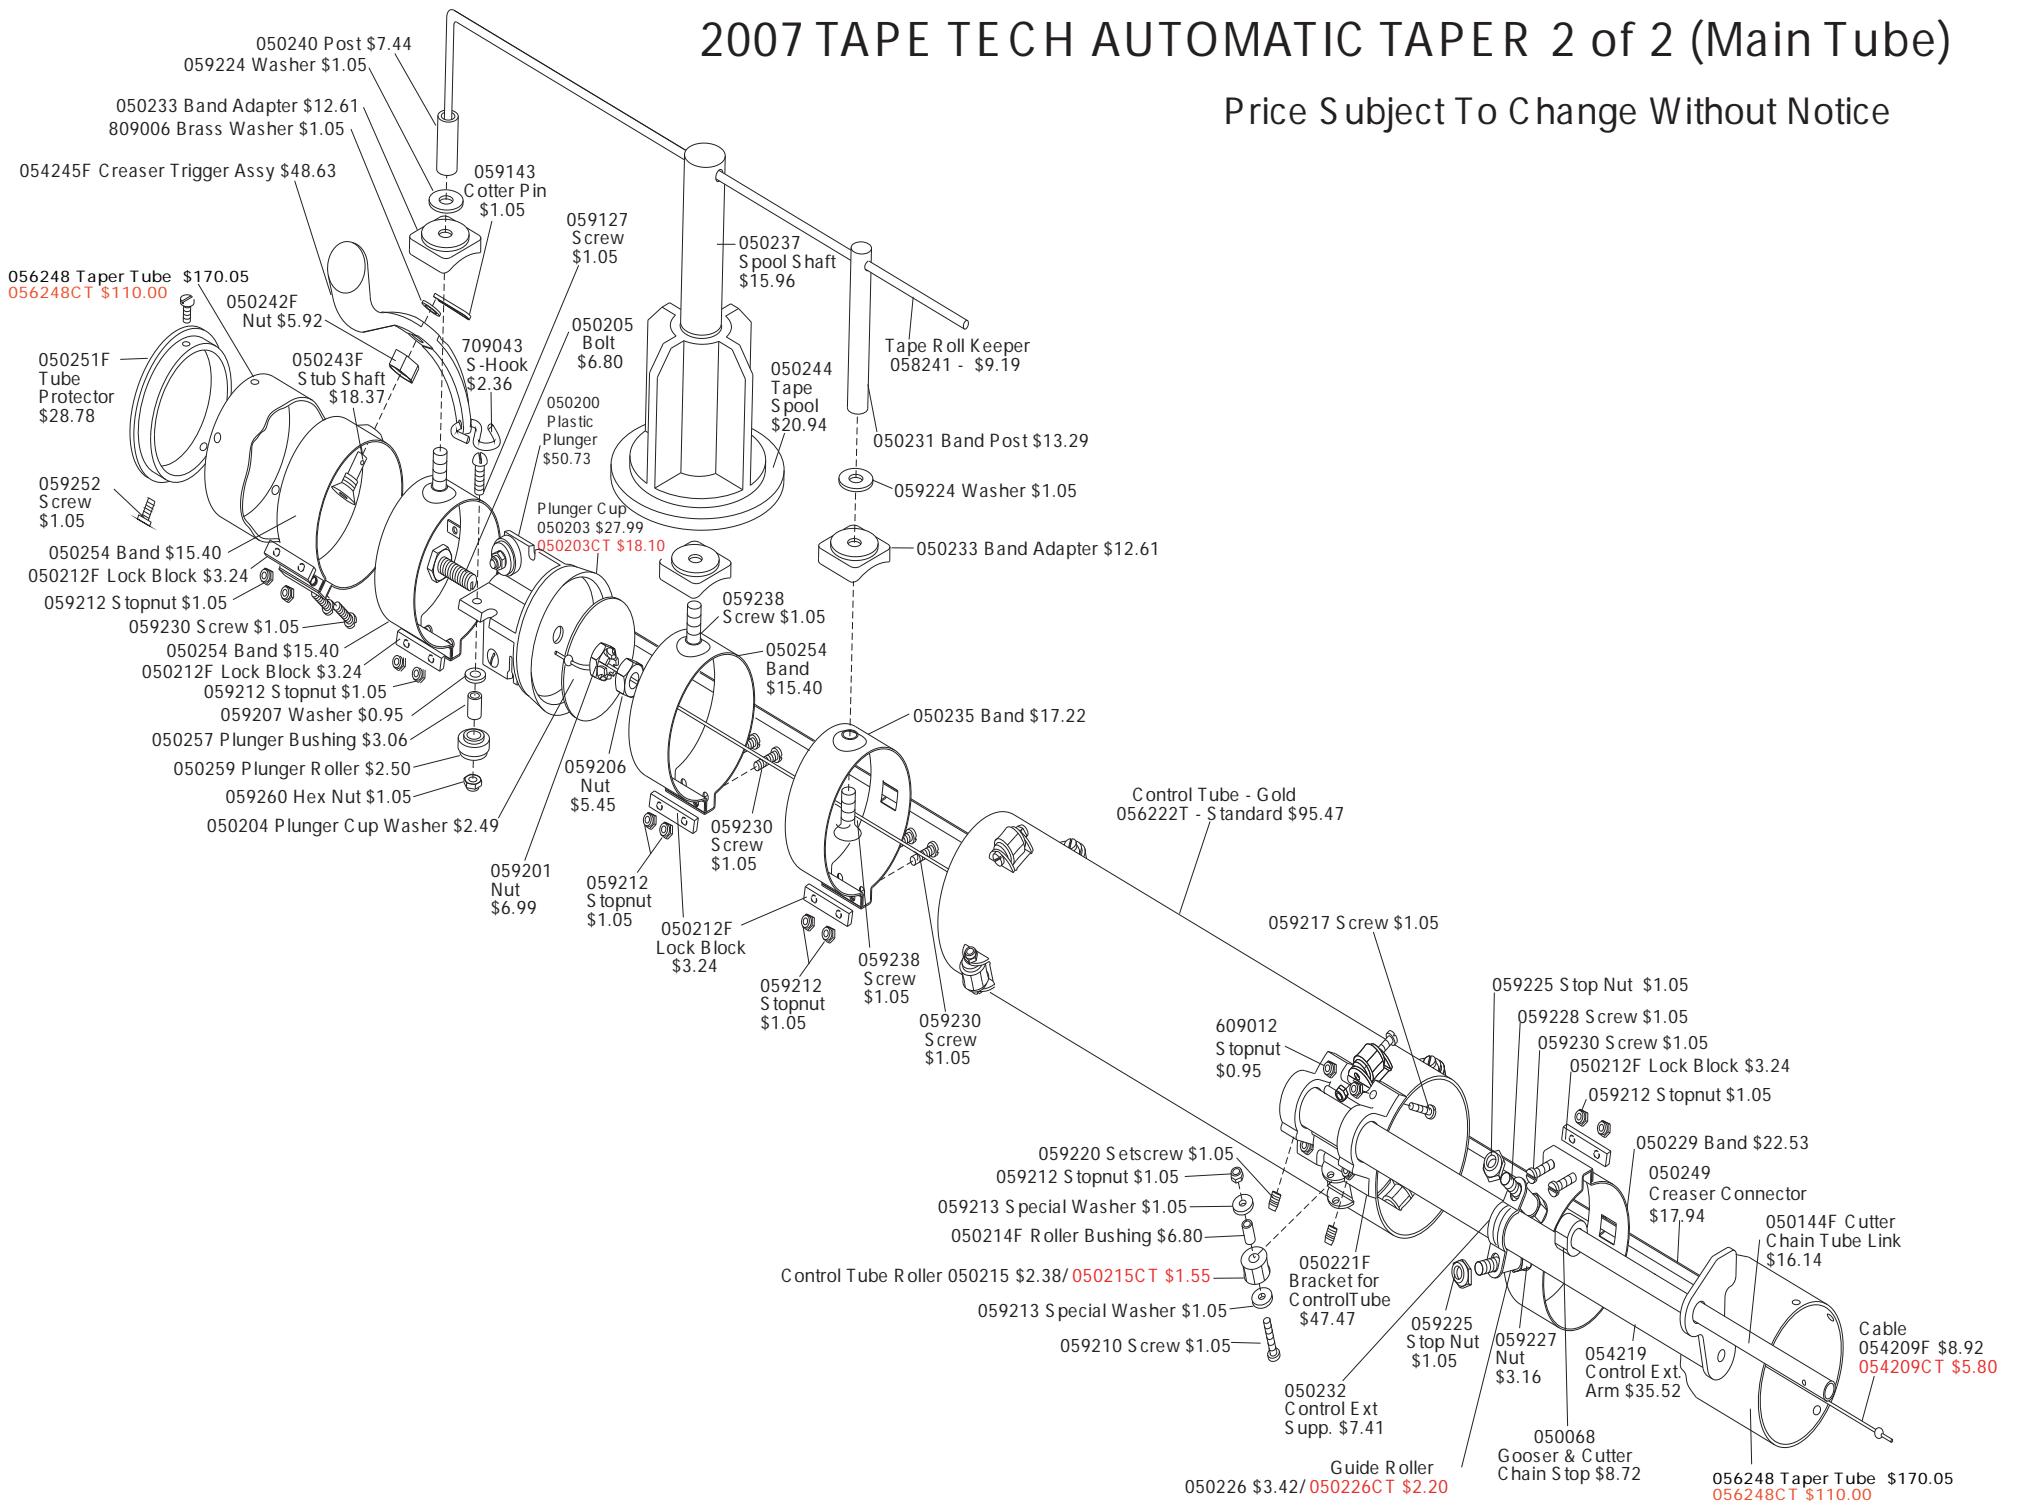 2007 TAPE TECH AUTOMATIC TAPER 2 of 2 (Main Tube)
Price Subject To Change Without Notice
050240 Post $7.44
059224 Washer $1.05
050233 Band Adapter $12.61
809006 Brass Washer $1.05
054245F Creaser Trigger Assy $48.63
059143
Cotter Pin
$1.05
059127
Screw
$1.05
050237
Spool Shaft
$15.96
056248 Taper Tube $170.05
056248CT $110.00
050242F
Nut $5.92
050205
Bolt
$6.80
709043
S-Hook
$2.36
050251F
Tube
Protector
$28.78
050243F
Stub Shaft
$18.37
050244
Tape
Spool
$20.94
Tape Roll Keeper
058241 - $9.19
050200
Plastic
Plunger
$50.73
050231 Band Post $13.29
059252
Screw
$1.05
059224 Washer $1.05
Plunger Cup
050203 $27.99
050203CT $18.10
050233 Band Adapter $12.61
050254 Band $15.40
050212F Lock Block $3.24
059212 Stopnut $1.05
059230 Screw $1.05
050254 Band $15.40
050212F Lock Block $3.24
059212 Stopnut $1.05
059207 Washer $0.95
050257 Plunger Bushing $3.06
050259 Plunger Roller $2.50
059260 Hex Nut $1.05
050204 Plunger Cup Washer $2.49
059238
Screw $1.05
050254
Band
$15.40
050235 Band $17.22
059206
Nut
$5.45
059230
Screw
$1.05
059201
Nut
$6.99
059212
Stopnut
$1.05
050212F
Lock Block
$3.24
059212
Stopnut
$1.05
059238
Screw
$1.05
059230
Screw
$1.05
Control Tube - Gold
056222T - Standard $95.47
059217 Screw $1.05
609012
Stopnut
$0.95
059225 Stop Nut $1.05
059228 Screw $1.05
059230 Screw $1.05
050212F Lock Block $3.24
059212 Stopnut $1.05
050229 Band $22.53
050249
Creaser Connector
$17.94
050144F Cutter
Chain Tube Link
$16.14
059220 Setscrew $1.05
059212 Stopnut $1.05
059213 Special Washer $1.05
050214F Roller Bushing $6.80
Control Tube Roller 050215 $2.38/ 050215CT $1.55
059213 Special Washer $1.05
059210 Screw $1.05
050221F
Bracket for
ControlTube
$47.47
059225
Stop Nut
$1.05
059227
Nut
$3.16
054219
Control Ext.
Arm $35.52
Cable
054209F $8.92
054209CT $5.80
050232
Control Ext
Supp. $7.41
050068
Gooser & Cutter
Chain Stop $8.72
Guide Roller
050226 $3.42/ 050226CT $2.20
056248 Taper Tube $170.05
056248CT $110.00